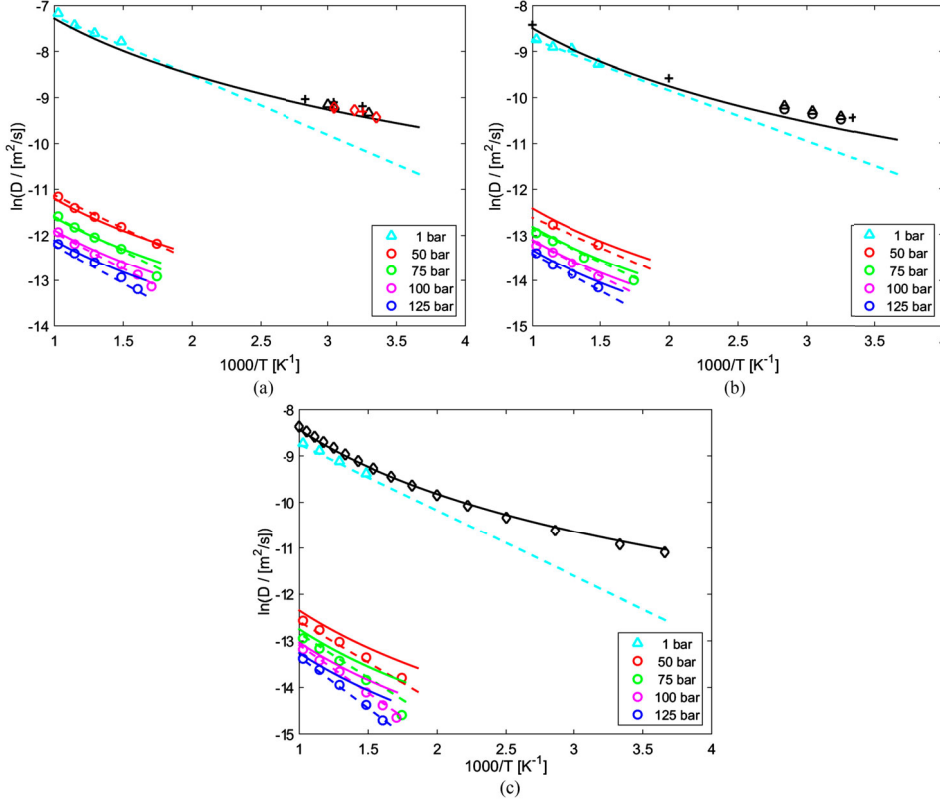 -7
-8
-9
-10
-11
-12
-13
-14
ln(D / [m²/s])
1 1.5 2 2.5 3 3.5 4
1000/T [K⁻¹]
1 bar
50 bar
75 bar
100 bar
125 bar
(a)
-8
-9
-10
-11
-12
-13
-14
-15
ln(D / [m²/s])
1 1.5 2 2.5 3 3.5 4
1000/T [K⁻¹]
1 bar
50 bar
75 bar
100 bar
125 bar
(b)
-8
-9
-10
-11
-12
-13
-14
-15
ln(D / [m²/s])
1 1.5 2 2.5 3 3.5 4
1000/T [K⁻¹]
1 bar
50 bar
75 bar
100 bar
125 bar
(c)